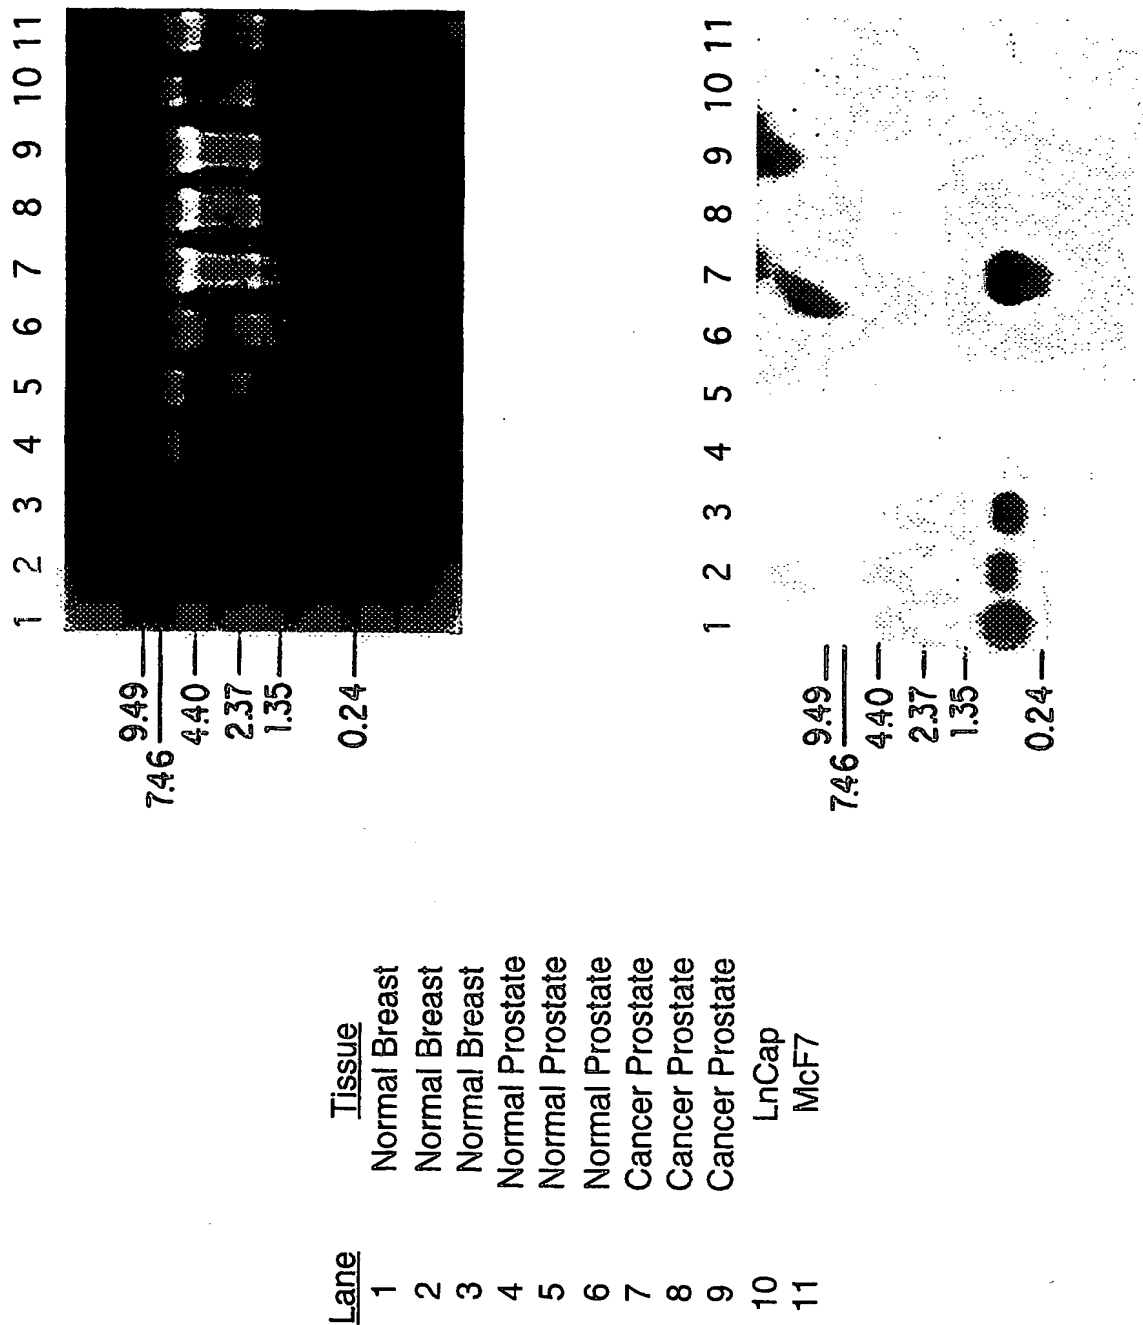 Lane Tissue
1 Normal Breast
2 Normal Breast
3 Normal Breast
4 Normal Prostate
5 Normal Prostate
6 Normal Prostate
7 Cancer Prostate
8 Cancer Prostate
9 Cancer Prostate
10 LnCap
11 McF7
1 2 3 4 5 6 7 8 9 10 11
9.49
7.46
4.40
2.37
1.35
0.24
1 2 3 4 5 6 7 8 9 10 11
9.49
7.46
4.40
2.37
1.35
0.24